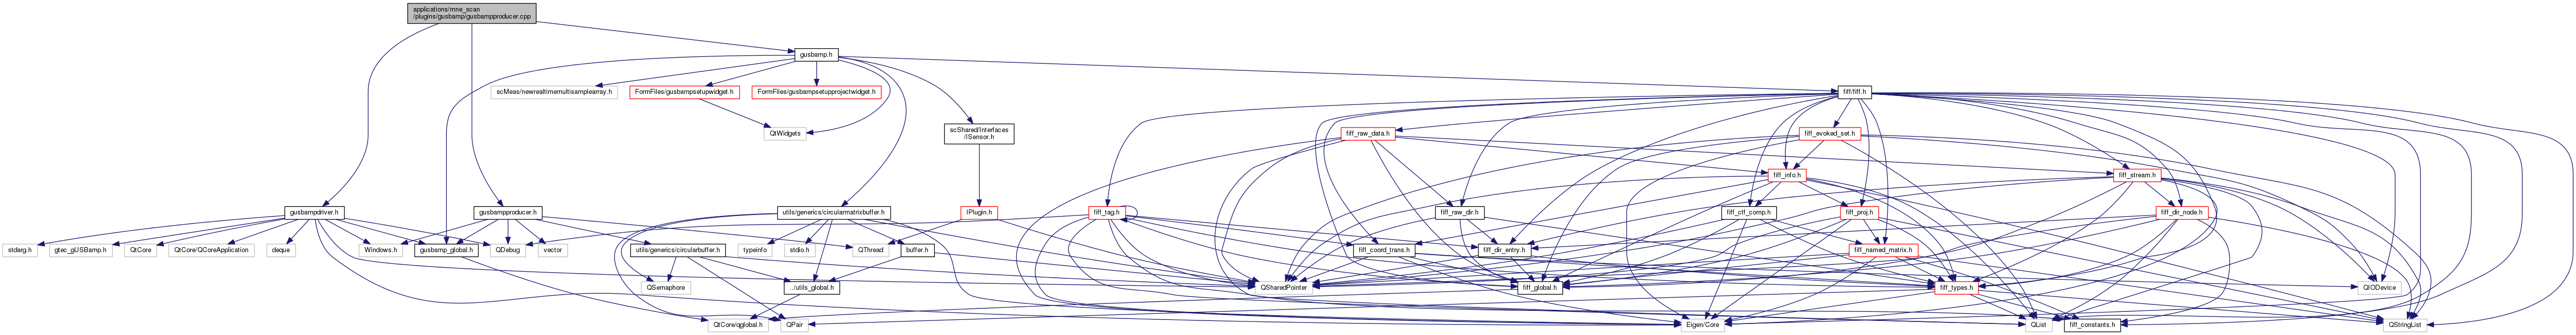 applications/mne_scan
/plugins/gusbamp/gusbampproducer.cpp
gusbamp.h
scMeas/newrealtimemultisamplearray.h
FormFiles/gusbampsetupwidget.h
FormFiles/gusbampsetupprojectwidget.h
fiff/fiff.h
QtWidgets
scShared/Interfaces
/ISensor.h
fiff_raw_data.h
fiff_evoked_set.h
fiff_info.h
fiff_stream.h
gusbampdriver.h
gusbampproducer.h
utils/generics/circularmatrixbuffer.h
IPlugin.h
fiff_tag.h
fiff_raw_dir.h
fiff_ctl_comp.h
fiff_proj.h
fiff_dir_node.h
stdarg.h
gtec_gUSBamp.h
QtCore
QtCore/QCoreApplication
deque
Windows.h
gusbamp_global.h
QDebug
vector
utils/generics/circularbuffer.h
typeinfo
stdio.h
QThread
buffer.h
fiff_coord_trans.h
fiff_dir_entry.h
fiff_named_matrix.h
QSemaphore
../utils_global.h
QSharedPointer
fiff_global.h
fiff_types.h
QIODevice
QtCore/qglobal.h
QPair
Eigen/Core
QList
fiff_constants.h
QStringList